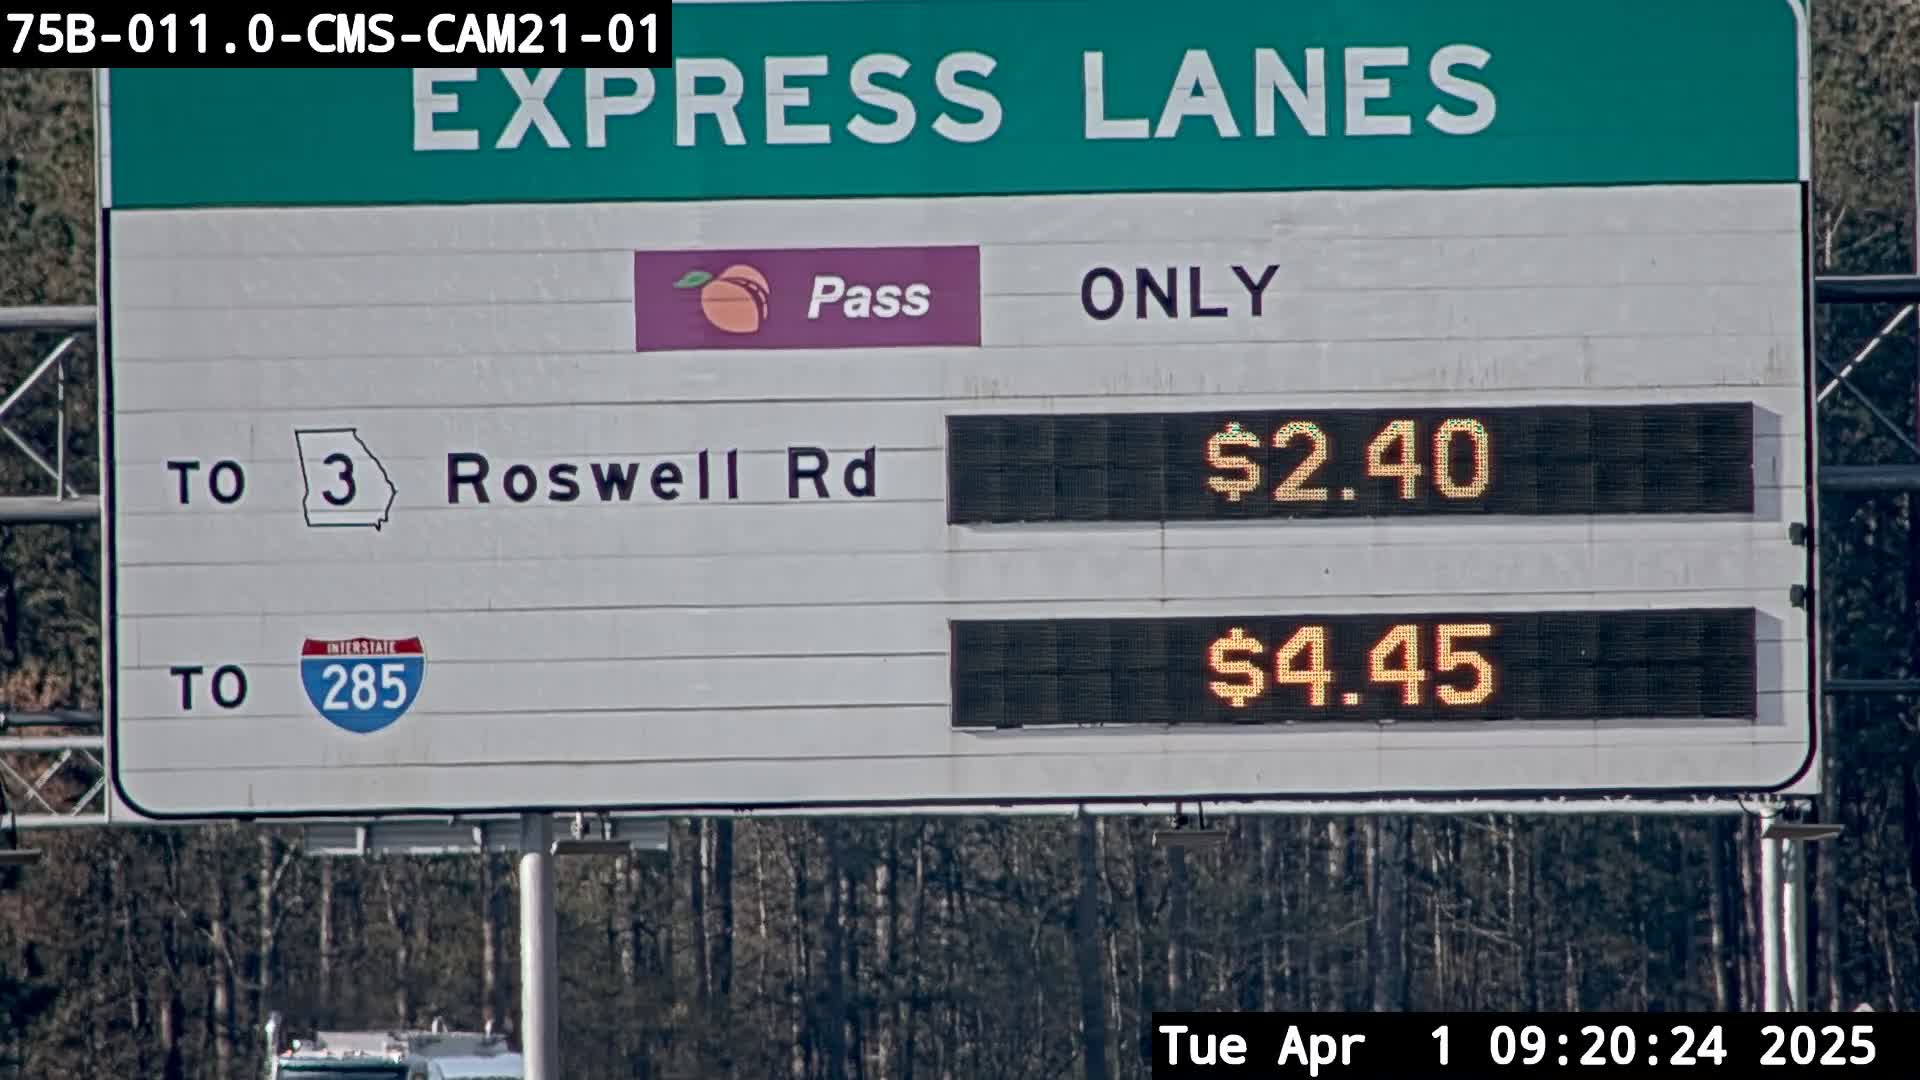 75B-011.0-CMS-CAM21-01
EXPRESS LANES
Pass ONLY
TO 3 Roswell Rd $2.40
INTERSTATE
TO 285 $4.45
Tue Apr 1 09:20:24 2025